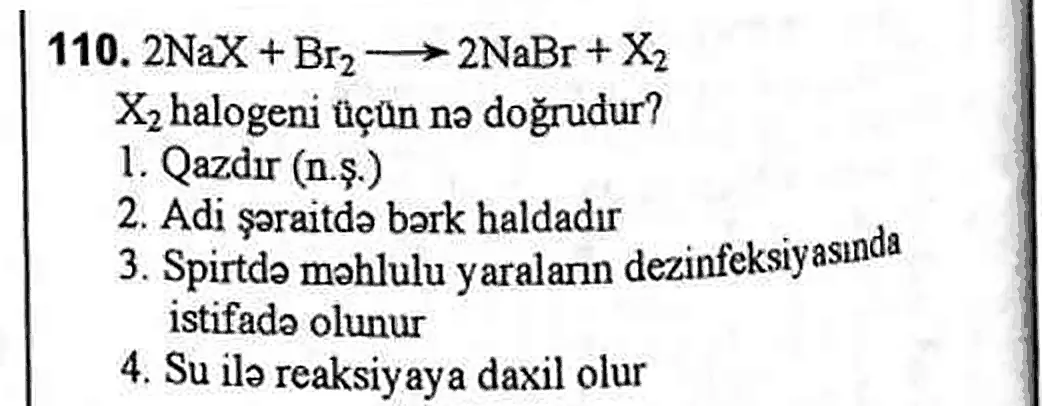 110. 2NaX + Br₂ ⟶ 2NaBr + X₂
X₂ halogeni üçün nə doğrudur?
1. Qazdır (n.ş.)
2. Adi şəraitdə bərk haldadır
3. Spirtdə məhlulu yaraların dezinfeksiyasında
istifadə olunur
4. Su ilə reaksiyaya daxil olur